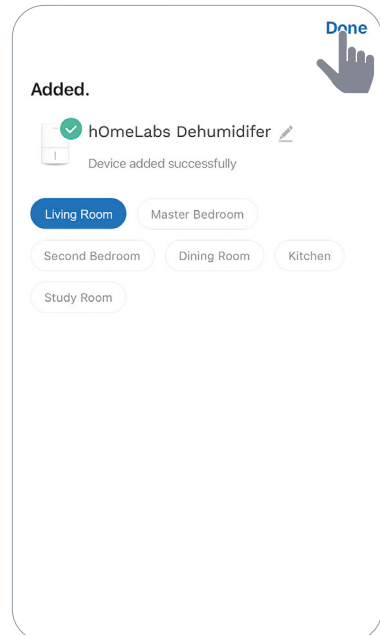 Done
Added.
hOmeLabs Dehumidifer
Device added successfully
Living Room
Master Bedroom
Second Bedroom
Dining Room
Kitchen
Study Room